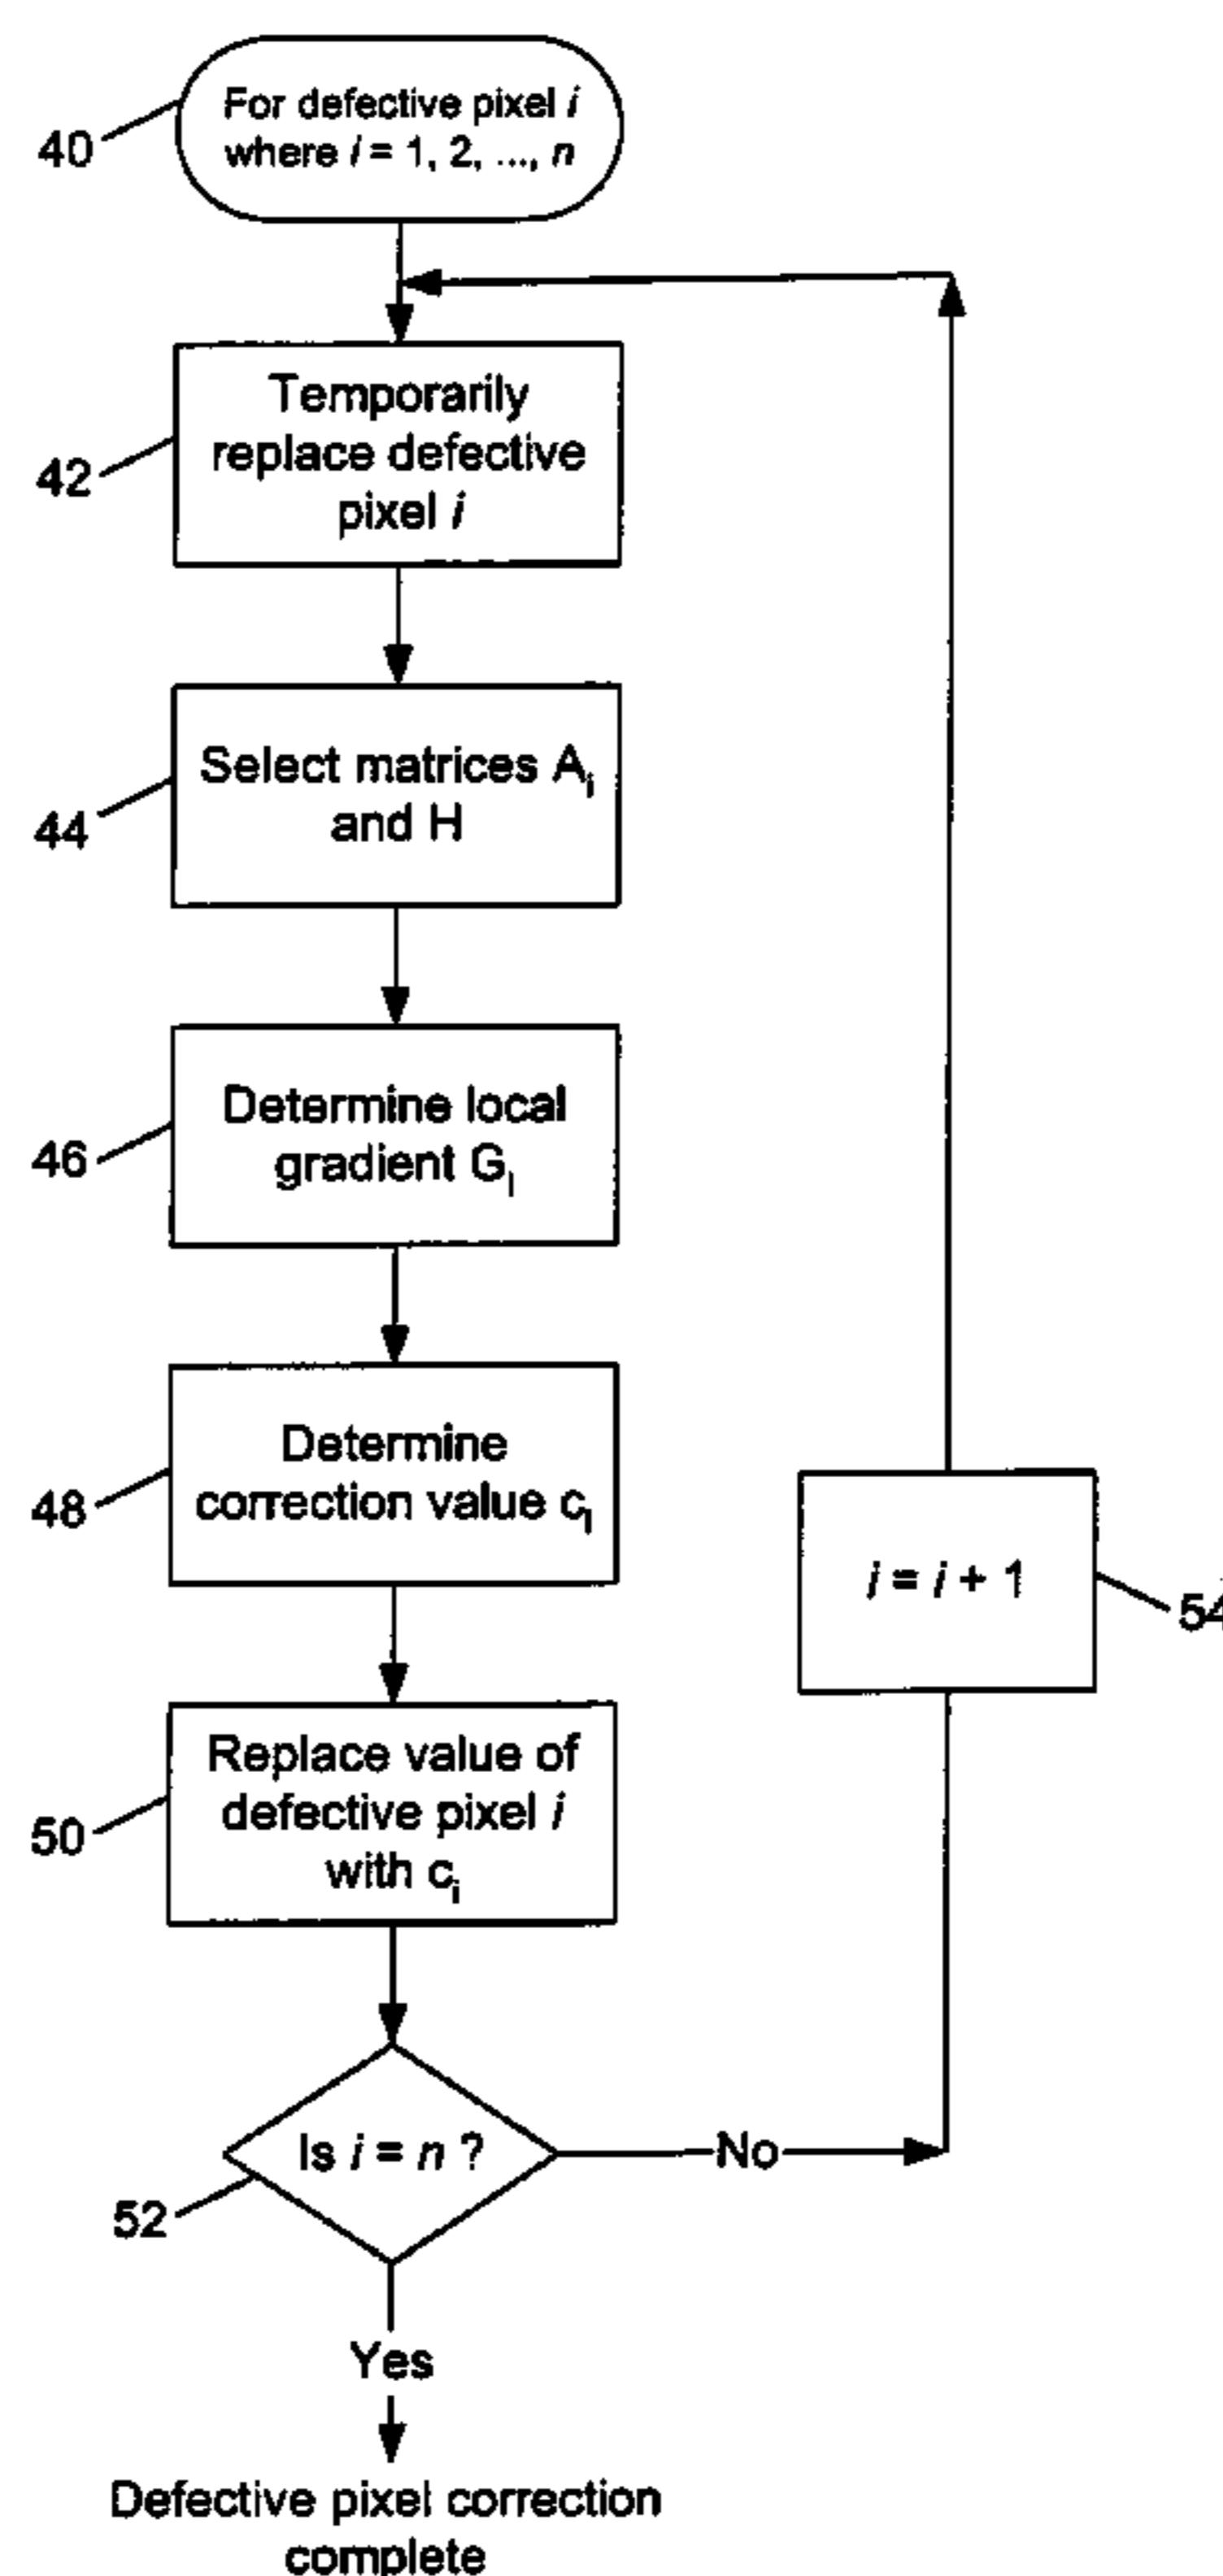 For defective pixel i
where i = 1, 2, ..., n
40
Temporarily
replace defective
pixel i
42
Select matrices Ai
and H
44
Determine local
gradient Gi
46
Determine
correction value ci
48
i = i + 1
54
Replace value of
defective pixel i
with ci
50
Is i = n ?
No
52
Yes
Defective pixel correction
complete